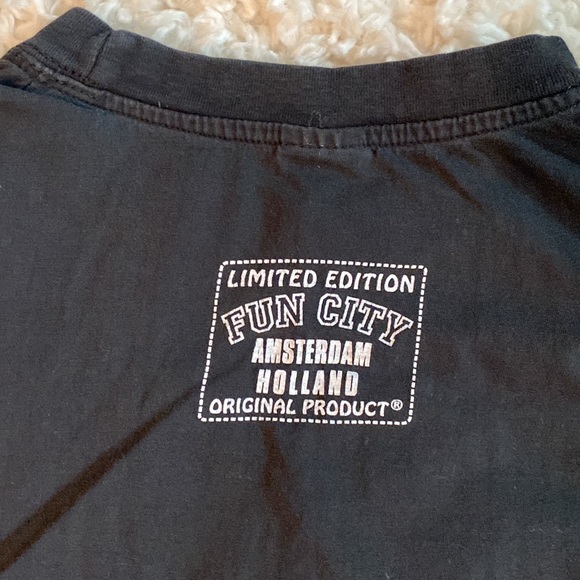 LIMITED EDITION
FUN CITY
AMSTERDAM
HOLLAND
ORIGINAL PRODUCT®